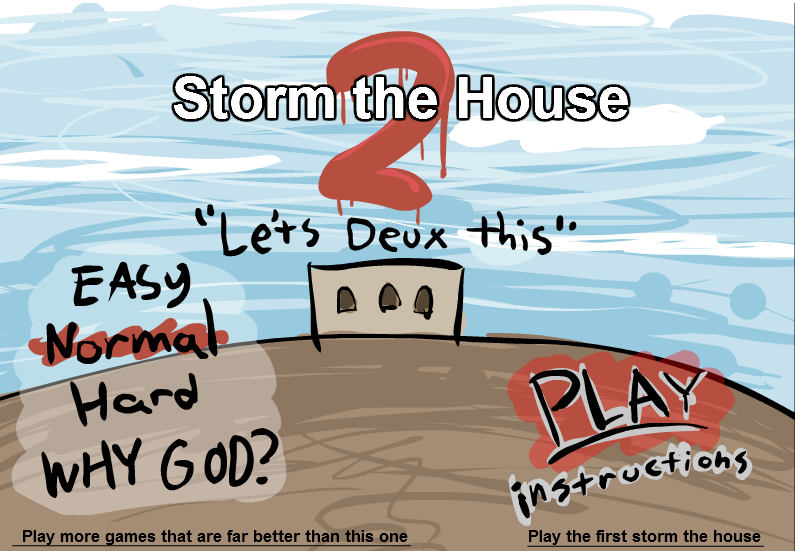 2
Storm the House
"Let's Deux this"
EASy
Normal
Hard
WHY GOD?
PLAY
instructions
Play more games that are far better than this one
Play the first storm the house